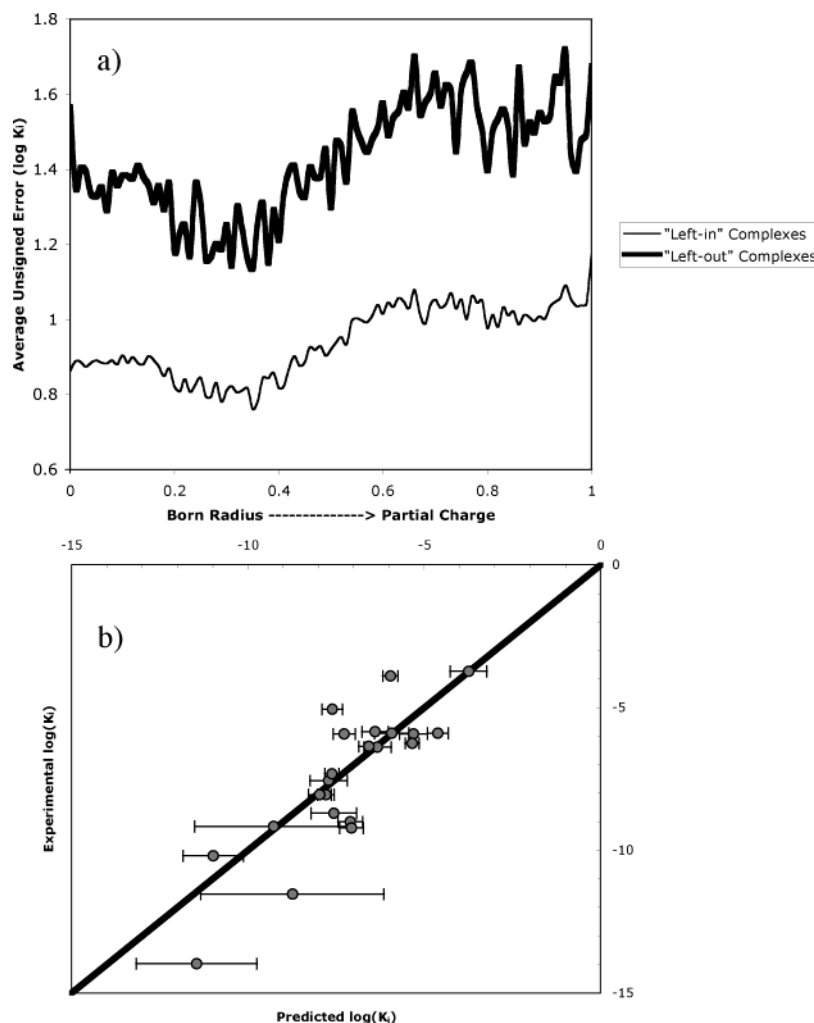 a)
1.8
1.6
1.4
1.2
1
0.8
0.6
Average Unsigned Error (log Ki)
0 0.2 0.4 0.6 0.8 1
Born Radius --------------> Partial Charge
"Left-in" Complexes
"Left-out" Complexes
b)
-15 -10 -5 0
0
-5
-10
-15
Experimental log(Ki)
Predicted log(Ki)